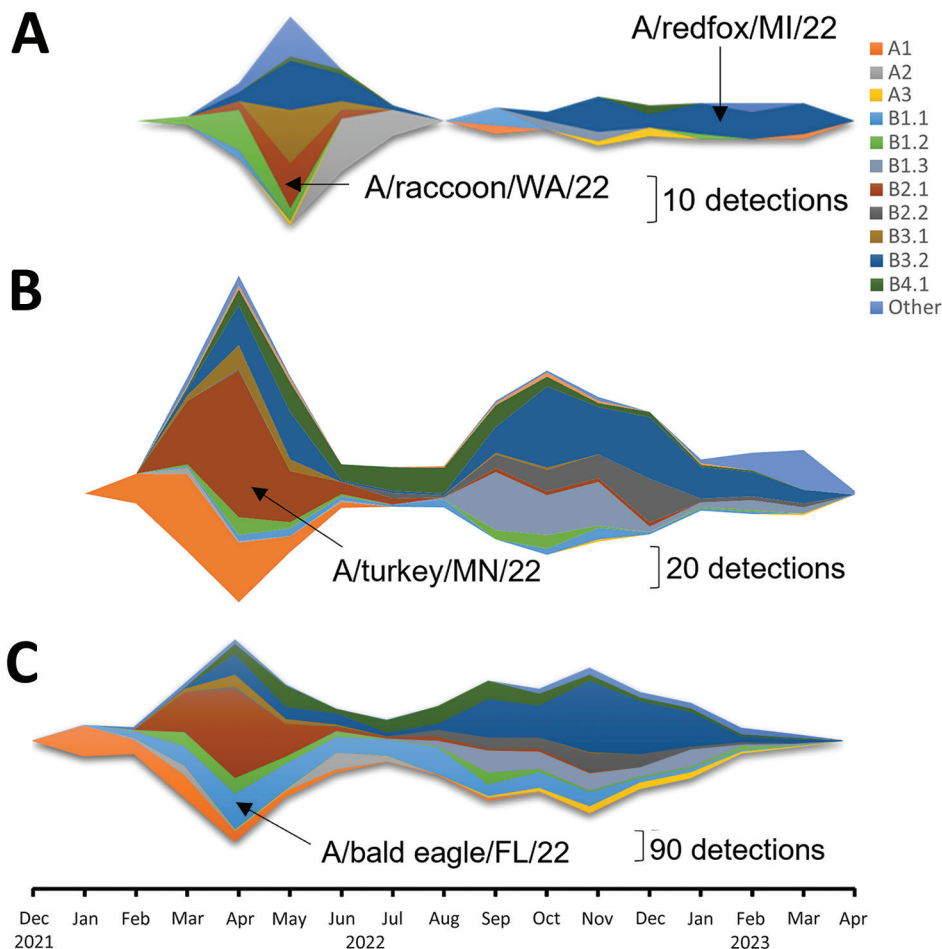 A
A/redfox/MI/22
A1
A2
A3
B1.1
B1.2
B1.3
B2.1
B2.2
B3.1
B3.2
B4.1
Other
A/raccoon/WA/22
10 detections
B
A/turkey/MN/22
20 detections
C
A/bald eagle/FL/22
90 detections
Dec Jan Feb Mar Apr May Jun Jul Aug Sep Oct Nov Dec Jan Feb Mar Apr
2021 2022 2023